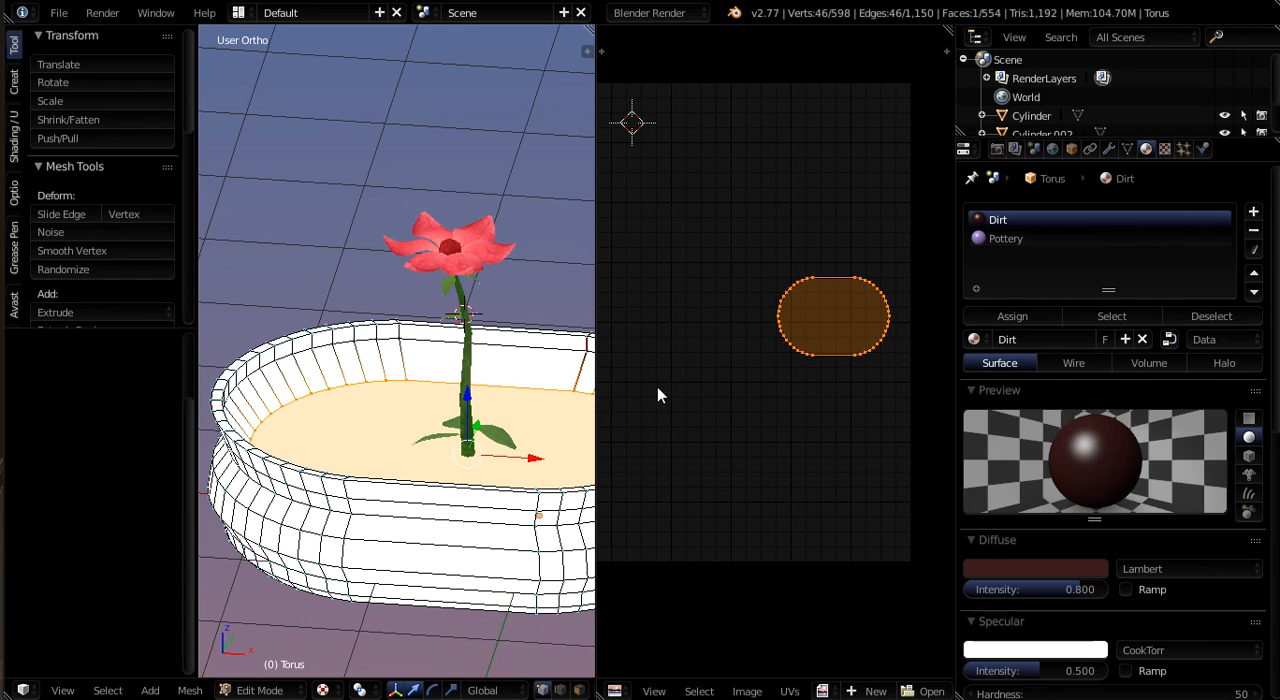 File Render Window Help Default Scene Blender Render v2.77 | Verts:46/598 | Edges:46/1,150 | Faces:1/554 | Tris:1,192 | Mem:104.70M | Torus
Tool
Creat
Shading / U
Optio
Grease Pen
Avast
Transform
Translate
Rotate
Scale
Shrink/Fatten
Push/Pull
Mesh Tools
Deform:
Slide Edge Vertex
Noise
Smooth Vertex
Randomize
Add:
Extrude
User Ortho
z
y
x
(0) Torus
View Select Add Mesh Edit Mode Global
View Select Image UVs New Open
View Search All Scenes
Scene
RenderLayers
World
Cylinder
Cylinder.002
Torus Dirt
Dirt
Pottery
Assign Select Deselect
Dirt F Data
Surface Wire Volume Halo
Preview
Diffuse
Lambert
Intensity: 0.800 Ramp
Specular
CookTorr
Intensity: 0.500 Ramp
Hardness: 50